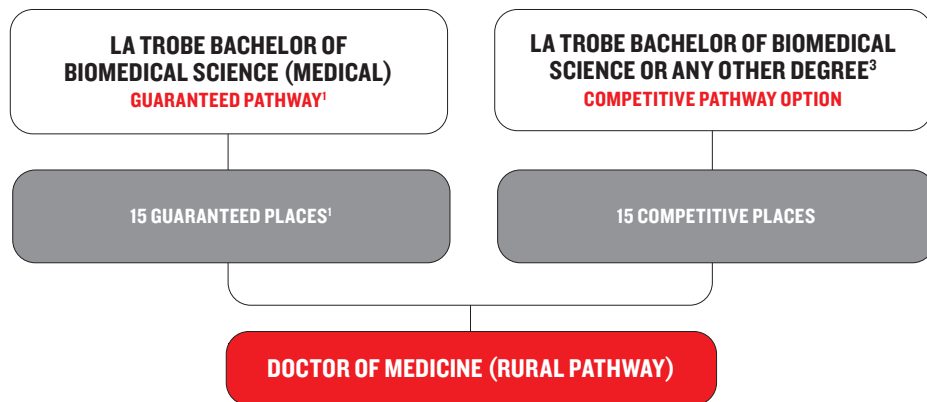 LA TROBE BACHELOR OF
BIOMEDICAL SCIENCE (MEDICAL)
GUARANTEED PATHWAY¹
LA TROBE BACHELOR OF BIOMEDICAL
SCIENCE OR ANY OTHER DEGREE³
COMPETITIVE PATHWAY OPTION
15 GUARANTEED PLACES¹
15 COMPETITIVE PLACES
DOCTOR OF MEDICINE (RURAL PATHWAY)